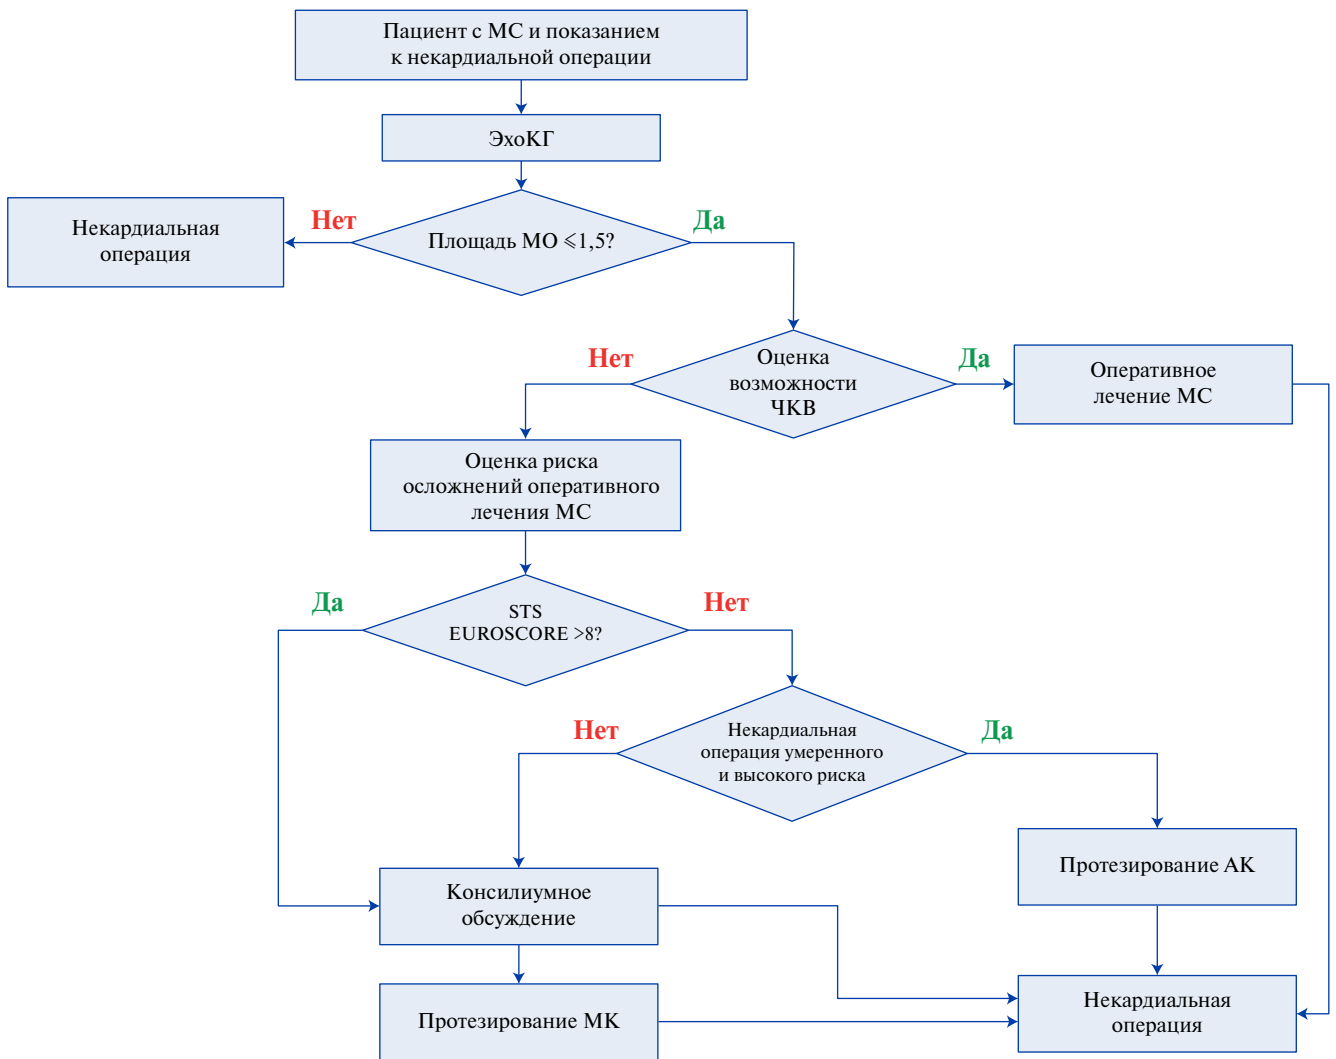 Пациент с МС и показанием
к некардиальной операции
ЭхоКГ
Нет
Да
Некардиальная
операция
Площадь МО ⩽1,5?
Нет
Да
Оценка
возможности
ЧКВ
Оперативное
лечение МС
Оценка риска
осложнений оперативного
лечения МС
Да
Нет
STS
EUROSCORE >8?
Нет
Да
Некардиальная
операция умеренного
и высокого риска
Протезирование АК
Консилиумное
обсуждение
Протезирование МК
Некардиальная
операция